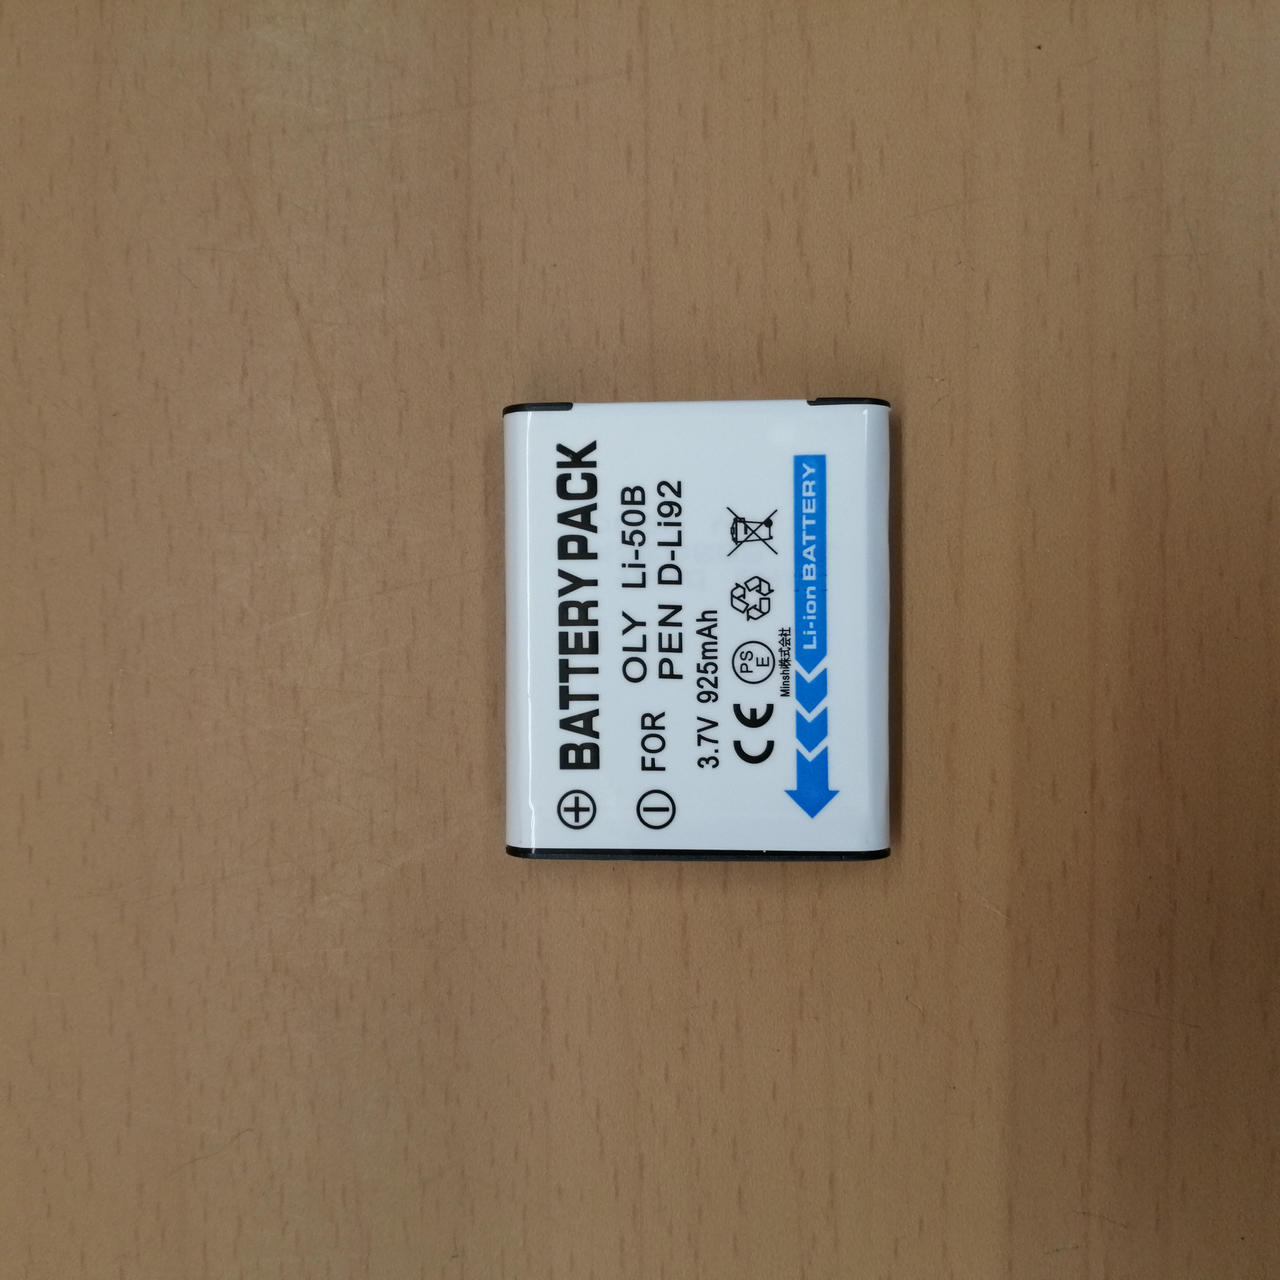 BATTERY PACK
FOR OLY Li-50B
PEN D-Li92
3.7V 925mAh
CE PSE
Minshi株式会社
Li-ion BATTERY